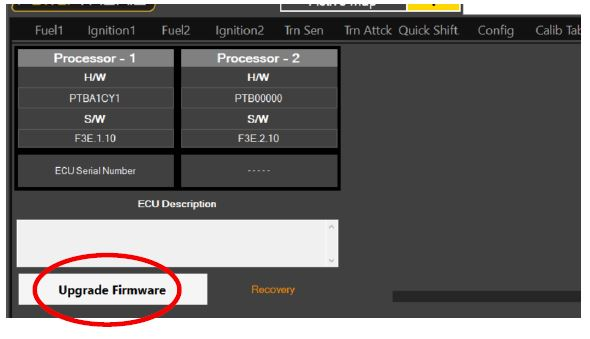 Fuel1 Ignition1 Fuel2 Ignition2 Trn Sen Trn Attck Quick Shift Config Calib Tab
Processor - 1 Processor - 2
H/W H/W
PTBA1CY1 PTB00000
S/W S/W
F3E.1.10 F3E.2.10
ECU Serial Number -----
ECU Description
Upgrade Firmware Recovery